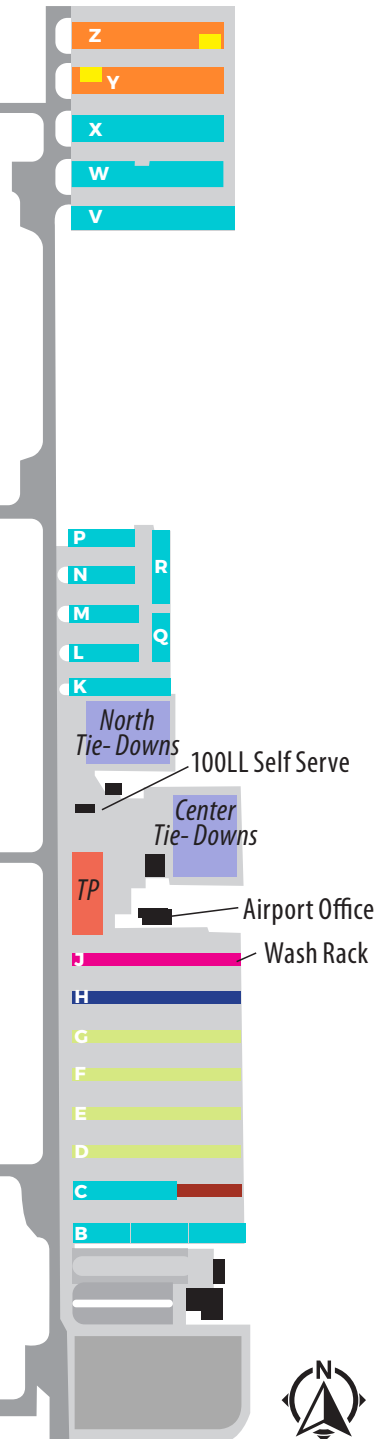 Z
Y
X
W
V
P
N
R
M
Q
L
K
North
Tie- Downs
100LL Self Serve
Center
Tie- Downs
TP
Airport Office
Wash Rack
J
H
G
F
E
D
C
B
N